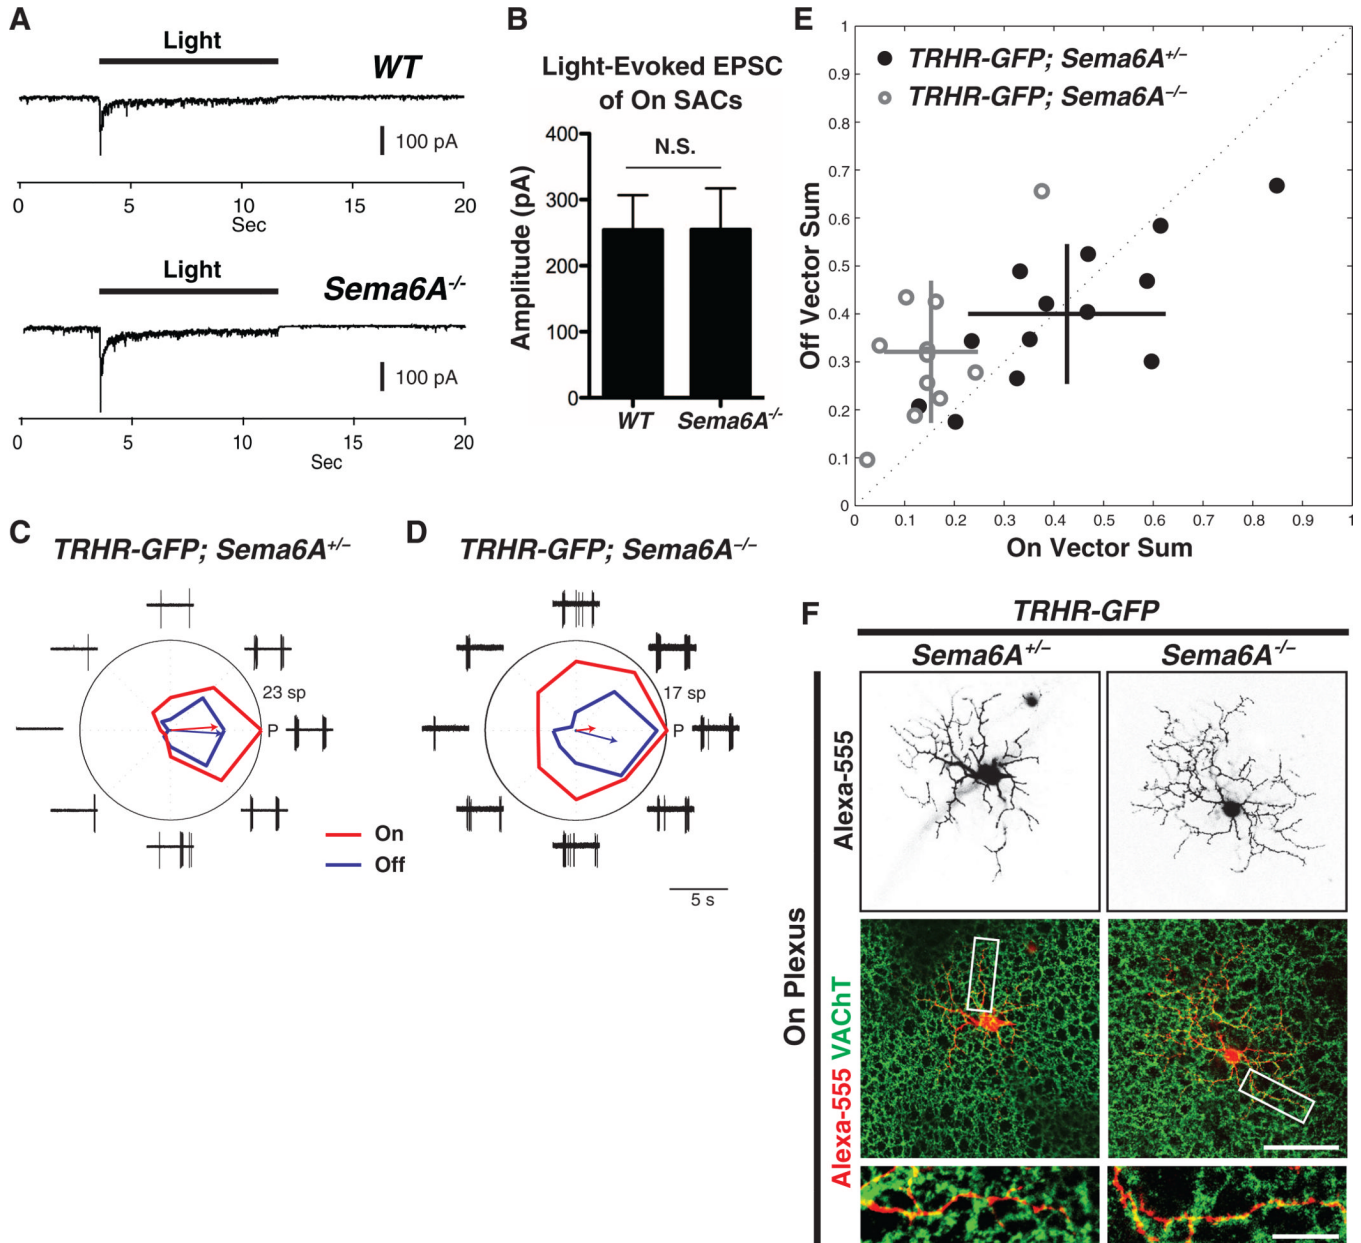 A
Light
WT
100 pA
0 5 10 15 20
Sec
Light
Sema6A-/-
100 pA
0 5 10 15 20
Sec
B
Light-Evoked EPSC
of On SACs
N.S.
Amplitude (pA)
400
300
200
100
0
WT Sema6A-/-
C
TRHR-GFP; Sema6A+/–
23 sp
P
On
Off
D
TRHR-GFP; Sema6A–/–
17 sp
P
5 s
E
TRHR-GFP; Sema6A+/–
TRHR-GFP; Sema6A–/–
Off Vector Sum
1
0.9
0.8
0.7
0.6
0.5
0.4
0.3
0.2
0.1
0
0 0.1 0.2 0.3 0.4 0.5 0.6 0.7 0.8 0.9 1
On Vector Sum
F
TRHR-GFP
Sema6A+/– Sema6A-/–
On Plexus
Alexa-555
Alexa-555 VAChT